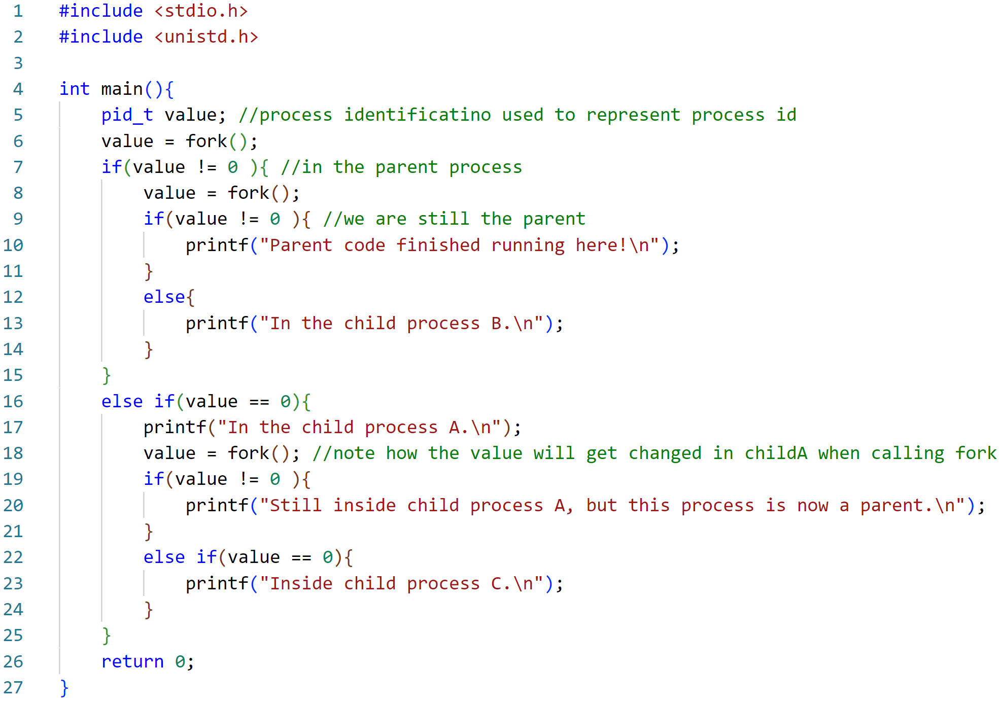 1 #include <stdio.h>
2 #include <unistd.h>
3
4 int main(){
5     pid_t value; //process identificatino used to represent process id
6     value = fork();
7     if(value != 0 ){ //in the parent process
8         value = fork();
9         if(value != 0 ){ //we are still the parent
10             printf("Parent code finished running here!\n");
11         }
12         else{
13             printf("In the child process B.\n");
14         }
15     }
16     else if(value == 0){
17         printf("In the child process A.\n");
18         value = fork(); //note how the value will get changed in childA when calling fork
19         if(value != 0 ){
20             printf("Still inside child process A, but this process is now a parent.\n");
21         }
22         else if(value == 0){
23             printf("Inside child process C.\n");
24         }
25     }
26     return 0;
27 }